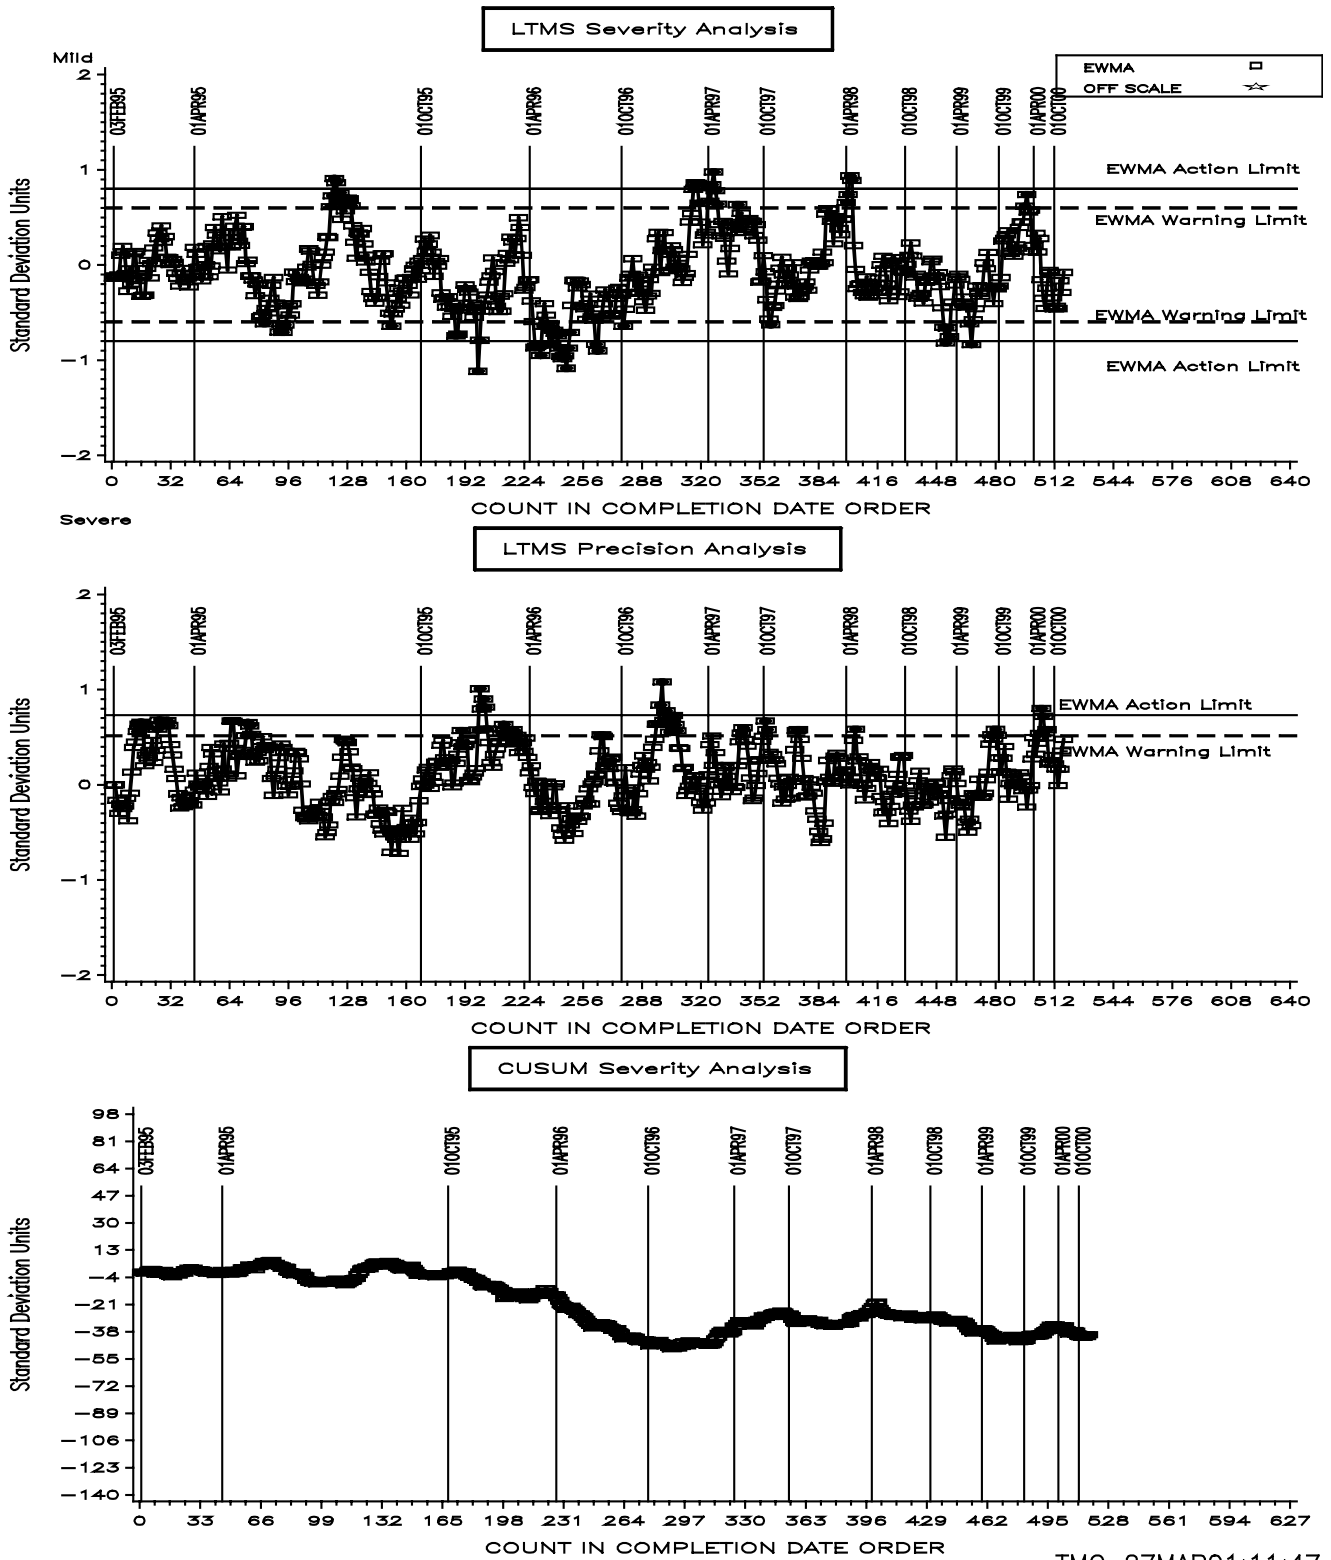 LTMS Severity Analysis
Mild
EWMA
OFF SCALE
03FEB95 01APR95 01OCT95 01APR96 01OCT96 01APR97 01OCT97 01APR98 01OCT98 01APR99 01OCT99 01APR00 01OCT00
EWMA Action Limit
EWMA Warning Limit
EWMA Warning Limit
EWMA Action Limit
Standard Deviation Units
2
1
0
-1
-2
0 32 64 96 128 160 192 224 256 288 320 352 384 416 448 480 512 544 576 608 640
COUNT IN COMPLETION DATE ORDER
Severe
LTMS Precision Analysis
03FEB95 01APR95 01OCT95 01APR96 01OCT96 01APR97 01OCT97 01APR98 01OCT98 01APR99 01OCT99 01APR00 01OCT00
EWMA Action Limit
EWMA Warning Limit
Standard Deviation Units
2
1
0
-1
-2
0 32 64 96 128 160 192 224 256 288 320 352 384 416 448 480 512 544 576 608 640
COUNT IN COMPLETION DATE ORDER
CUSUM Severity Analysis
03FEB95 01APR95 01OCT95 01APR96 01OCT96 01APR97 01OCT97 01APR98 01OCT98 01APR99 01OCT99 01APR00 01OCT00
Standard Deviation Units
98
81
64
47
30
13
-4
-21
-38
-55
-72
-89
-106
-123
-140
0 33 66 99 132 165 198 231 264 297 330 363 396 429 462 495 528 561 594 627
COUNT IN COMPLETION DATE ORDER